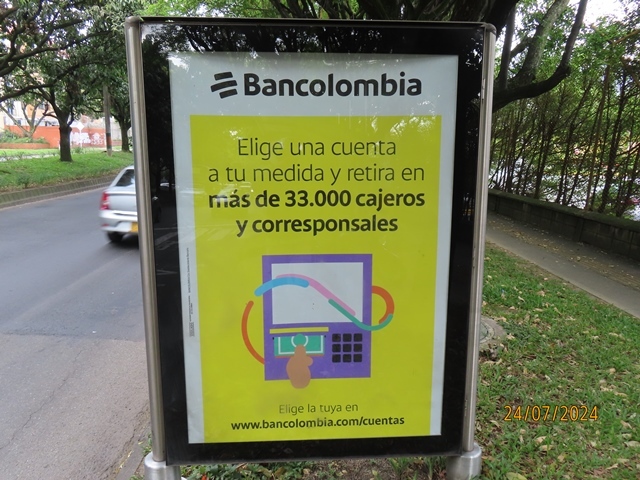 Bancolombia
Elige una cuenta
a tu medida y retira en
más de 33.000 cajeros
y corresponsales
Elige la tuya en
www.bancolombia.com/cuentas
24/07/2024